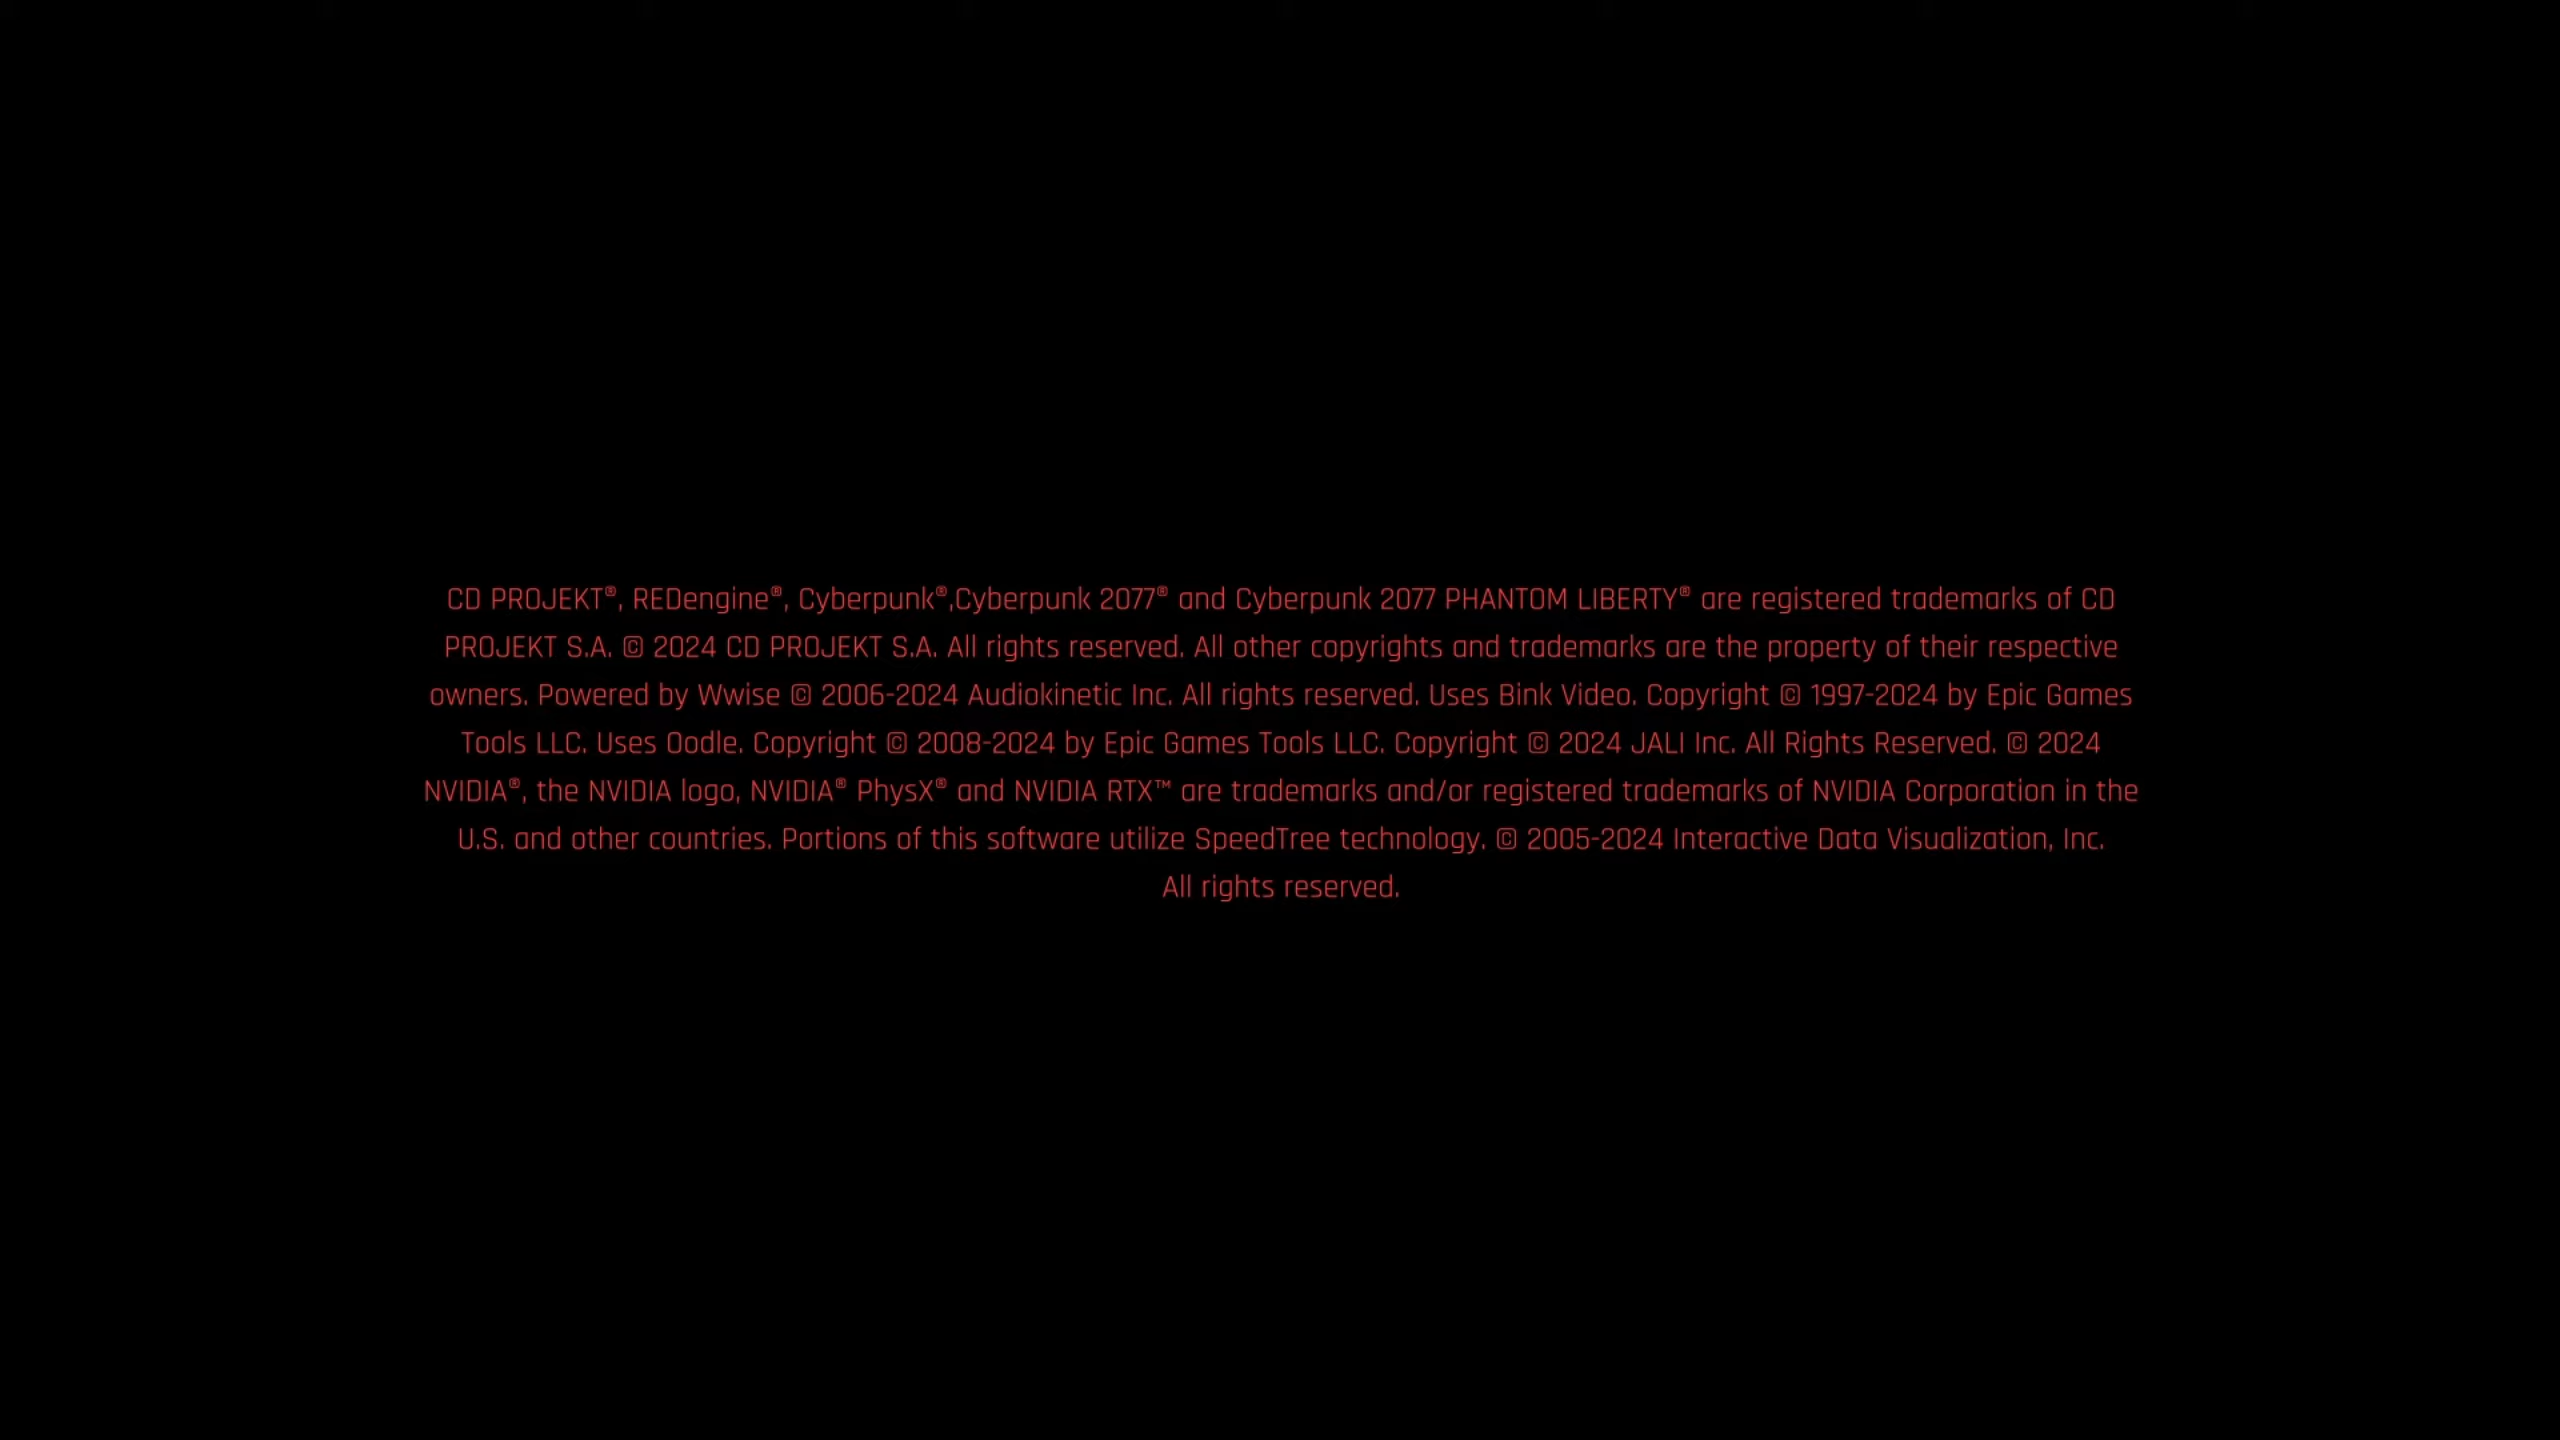 CD PROJEKT®, REDengine®, Cyberpunk®,Cyberpunk 2077® and Cyberpunk 2077 PHANTOM LIBERTY® are registered trademarks of CD
PROJEKT S.A. © 2024 CD PROJEKT S.A. All rights reserved. All other copyrights and trademarks are the property of their respective
owners. Powered by Wwise © 2006-2024 Audiokinetic Inc. All rights reserved. Uses Bink Video. Copyright © 1997-2024 by Epic Games
Tools LLC. Uses Oodle. Copyright © 2008-2024 by Epic Games Tools LLC. Copyright © 2024 JALI Inc. All Rights Reserved. © 2024
NVIDIA®, the NVIDIA logo, NVIDIA® PhysX® and NVIDIA RTX™ are trademarks and/or registered trademarks of NVIDIA Corporation in the
U.S. and other countries. Portions of this software utilize SpeedTree technology. © 2005-2024 Interactive Data Visualization, Inc.
All rights reserved.